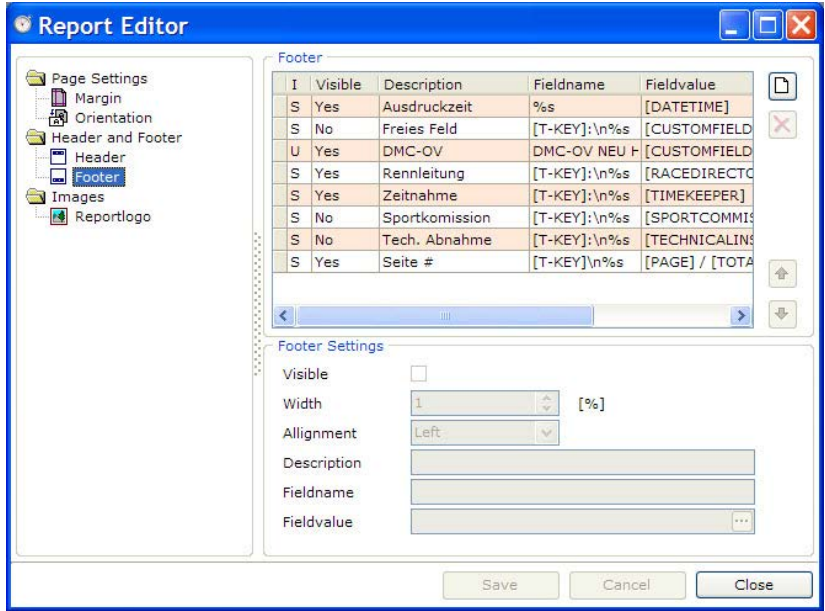 Report Editor
Page Settings
Margin
Orientation
Header and Footer
Header
Footer
Images
Reportlogo
Footer
I Visible Description Fieldname Fieldvalue
S Yes Ausdruckzeit %s [DATETIME]
S No Freies Feld [T-KEY]:\n%s [CUSTOMFIELD
U Yes DMC-OV DMC-OV NEU H [CUSTOMFIELD
S Yes Rennleitung [T-KEY]:\n%s [RACEDIRECTO
S Yes Zeitnahme [T-KEY]:\n%s [TIMEKEEPER]
S No Sportkomission [T-KEY]:\n%s [SPORTCOMMIS
S No Tech. Abnahme [T-KEY]:\n%s [TECHNICALINS
S Yes Seite # [T-KEY]\n%s [PAGE] / [TOTA
Footer Settings
Visible
Width 1 [%]
Allignment Left
Description
Fieldname
Fieldvalue ...
Save Cancel Close